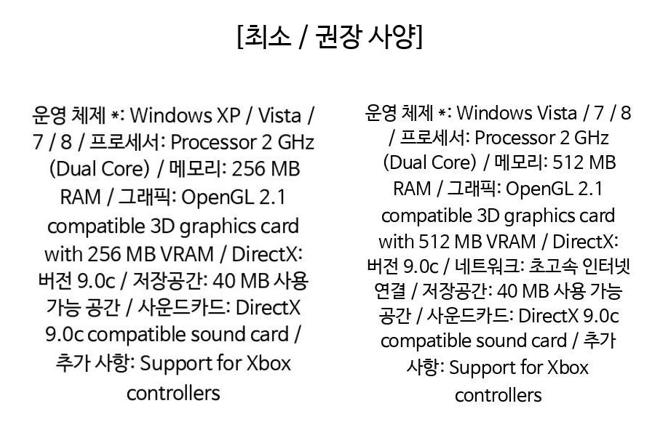 [최소 / 권장 사양]
운영 체제 *: Windows XP / Vista /
7 / 8 / 프로세서: Processor 2 GHz
(Dual Core) / 메모리: 256 MB
RAM / 그래픽: OpenGL 2.1
compatible 3D graphics card
with 256 MB VRAM / DirectX:
버전 9.0c / 저장공간: 40 MB 사용
가능 공간 / 사운드카드: DirectX
9.0c compatible sound card /
추가 사항: Support for Xbox
controllers
운영 체제 *: Windows Vista / 7 / 8
/ 프로세서: Processor 2 GHz
(Dual Core) / 메모리: 512 MB
RAM / 그래픽: OpenGL 2.1
compatible 3D graphics card
with 512 MB VRAM / DirectX:
버전 9.0c / 네트워크: 초고속 인터넷
연결 / 저장공간: 40 MB 사용 가능
공간 / 사운드카드: DirectX 9.0c
compatible sound card / 추가
사항: Support for Xbox
controllers